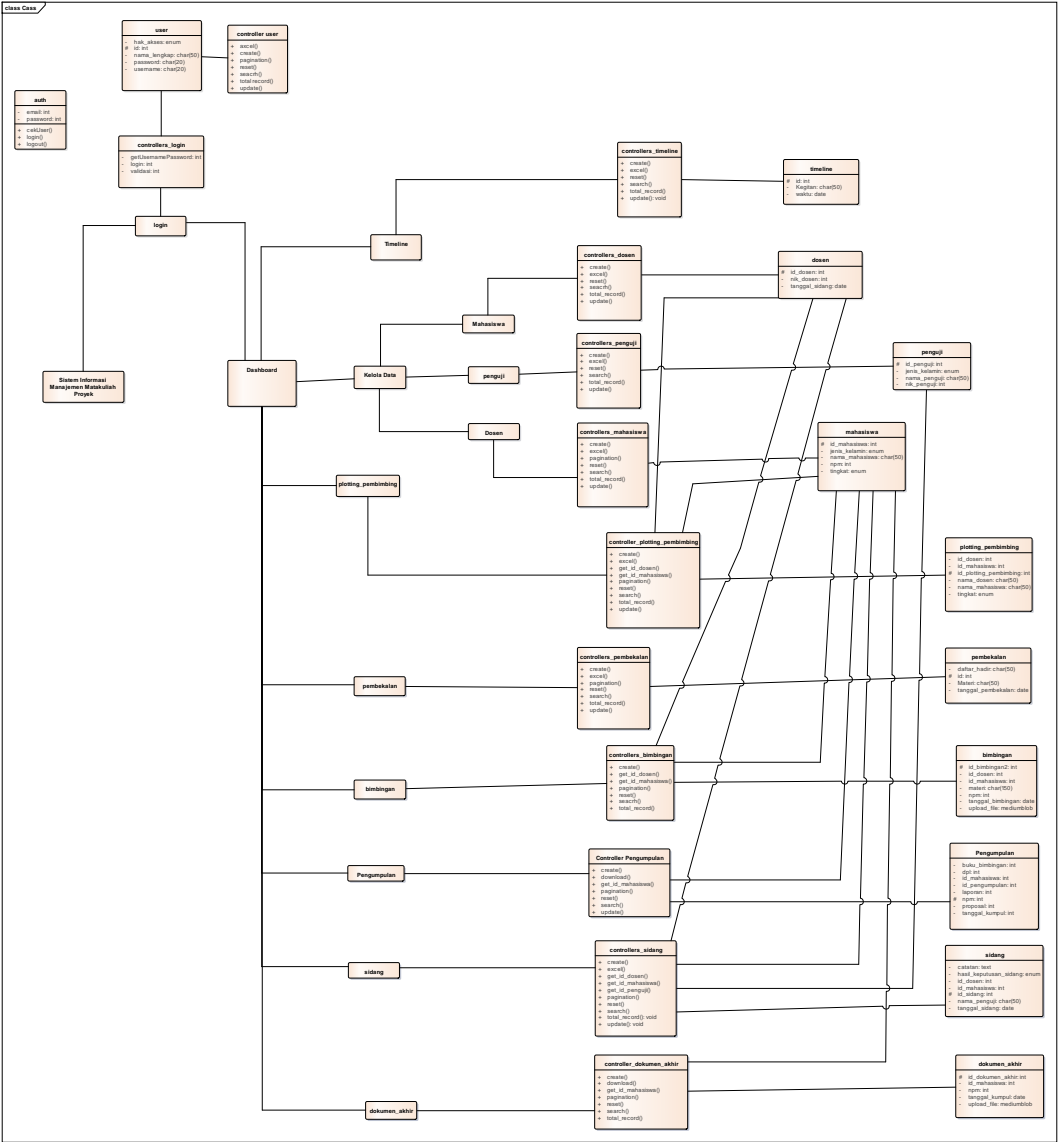 class Cass
user
- hak_akses: enum
# id: int
- nama_lengkap: char(50)
- password: char(20)
- username: char(20)
controller user
+ axcel()
+ create()
+ pagination()
+ reset()
+ seacrh()
+ total record()
+ update()
auth
- email: int
- password: int
+ cekUser()
+ login()
+ logout()
controllers_login
- getUsernamePassword: int
- login: int
- validasi: int
login
Sistem Informasi
Manajemen Matakuliah
Proyek
Dashboard
Timeline
controllers_timeline
+ create()
+ excel()
+ reset()
+ search()
+ total_record()
+ update(): void
timeline
# id: int
- Kegitan: char(50)
- waktu: date
Kelola Data
Mahasiswa
controllers_dosen
+ create()
+ excel()
+ reset()
+ seacrh()
+ total_record()
+ update()
dosen
# id_dosen: int
- nik_dosen: int
- tanggal_sidang: date
penguji
controllers_penguji
+ create()
+ excel()
+ reset()
+ search()
+ total_record()
+ update()
penguji
# id_penguji: int
- jenis_kelamin: enum
- nama_penguji: char(50)
- nik_penguji: int
Dosen
controllers_mahasiswa
+ create()
+ excel()
+ pagination()
+ reset()
+ search()
+ total_record()
+ update()
mahasiswa
# id_mahasiswa: int
- jenis_kelamin: enum
- nama_mahasiswa: char(50)
- npm: int
- tingkat: enum
plotting_pembimbing
controller_plotting_pembimbing
+ create()
+ excel()
+ get_id_dosen()
+ get_id_mahasiswa()
+ pagination()
+ reset()
+ search()
+ total_record()
+ update()
plotting_pembimbing
- id_dosen: int
- id_mahasiswa: int
# id_plotting_pembimbing: int
- nama_dosen: char(50)
- nama_mahasiswa: char(50)
- tingkat: enum
pembekalan
controllers_pembekalan
+ create()
+ excel()
+ pagination()
+ reset()
+ search()
+ total_record()
+ update()
pembekalan
- daftar_hadir: char(50)
# id: int
- Materi: char(50)
- tanggal_pembekalan: date
bimbingan
controllers_bimbingan
+ create()
+ get_id_dosen()
+ get_id_mahasiswa()
+ pagination()
+ reset()
+ seacrh()
+ total_record()
bimbingan
# id_bimbingan2: int
- id_dosen: int
- id_mahasiswa: int
- materi: char(150)
- npm: int
- tanggal_bimbingan: date
- upload_file: mediumblob
Pengumpulan
Controller Pengumpulan
+ create()
+ download()
+ get_id_mahasiswa()
+ pagination()
+ reset()
+ search()
+ update()
Pengumpulan
- buku_bimbingan: int
- dpl: int
- id_mahasiswa: int
- id_pengumpulan: int
- laporan: int
# npm: int
- proposal: int
- tanggal_kumpul: int
sidang
controllers_sidang
+ create()
+ excel()
+ get_id_dosen()
+ get_id_mahasiswa()
+ get_id_penguji()
+ pagination()
+ reset()
+ search()
+ total_record(): void
+ update(): void
sidang
- catatan: text
- hasil_keputusan_sidang: enum
- id_dosen: int
- id_mahasiswa: int
# id_sidang: int
- nama_penguji: char(50)
- tanggal_sidang: date
dokumen_akhir
controller_dokumen_akhir
+ create()
+ download()
+ get_id_mahasiswa()
+ pagination()
+ reset()
+ search()
+ total_record()
dokumen_akhir
# id_dokumen_akhir: int
- id_mahasiswa: int
- npm: int
- tanggal_kumpul: date
- upload_file: mediumblob